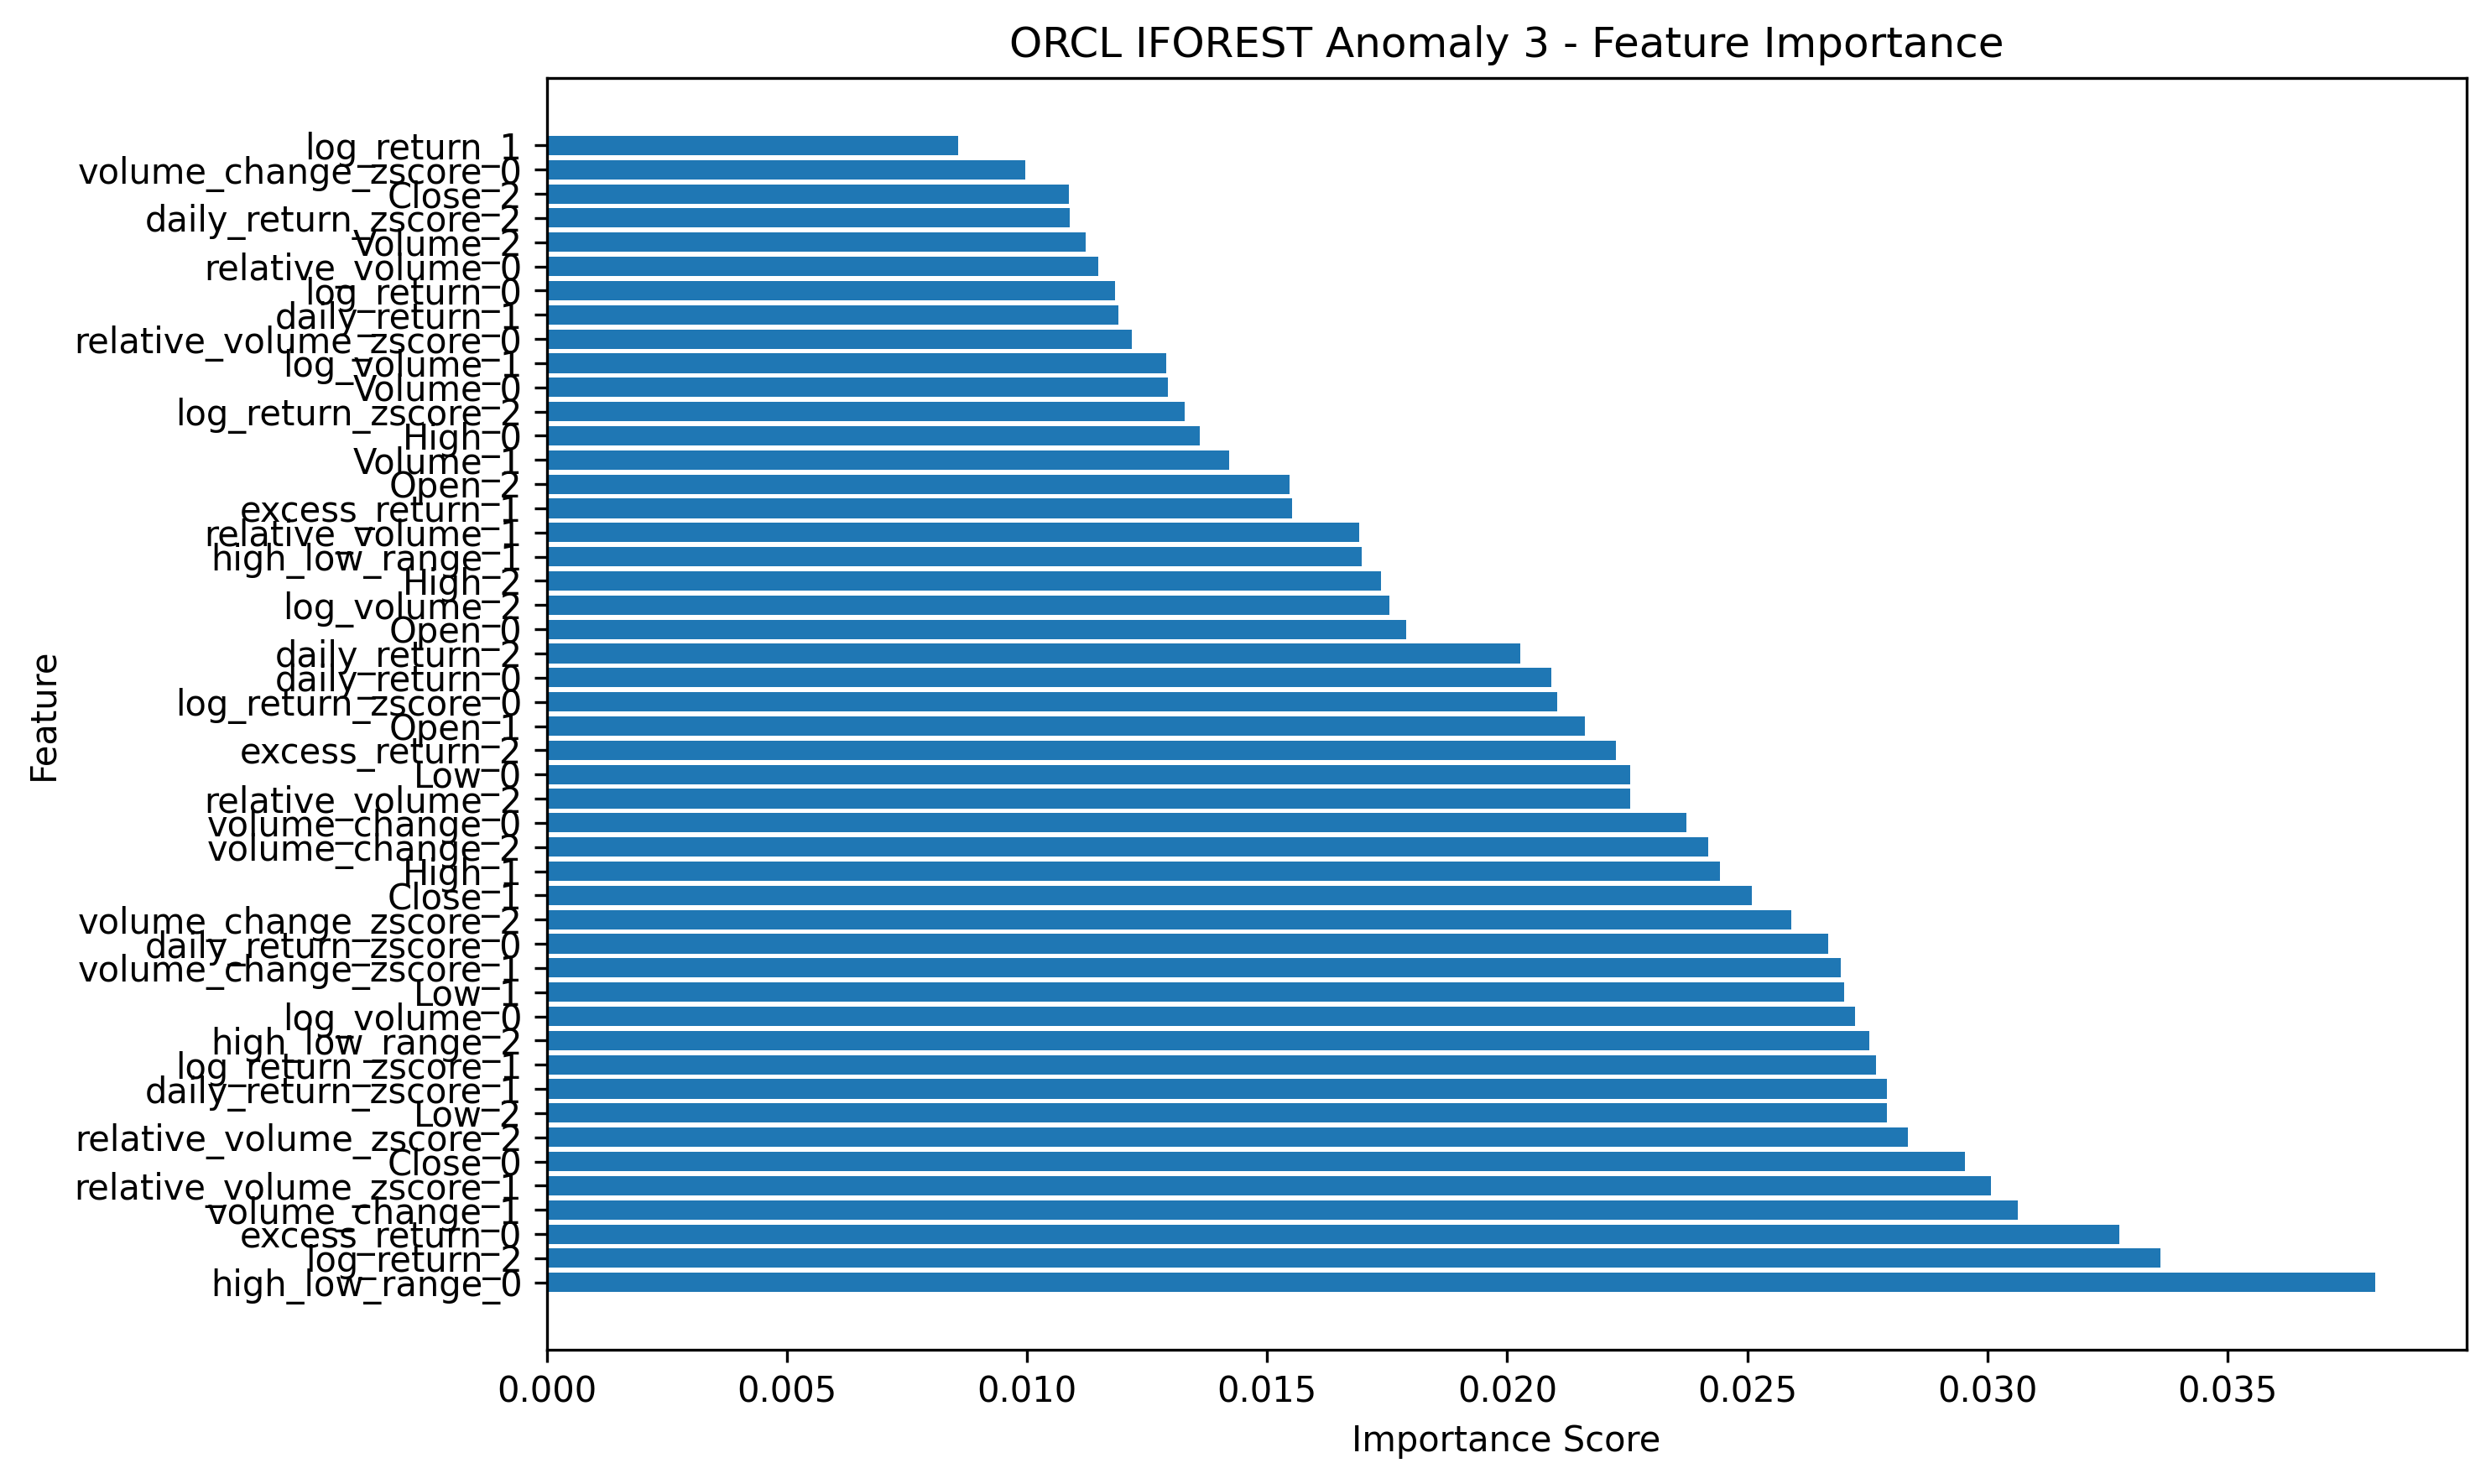 ORCL IFOREST Anomaly 3 - Feature Importance
log_return_1
volume_change_zscore_0
Close_2
daily_return_zscore_2
Volume_2
relative_volume_0
log_return_0
daily_return_1
relative_volume_zscore_0
log_volume_1
Volume_0
log_return_zscore_2
High_0
Volume_1
Open_2
excess_return_1
relative_volume_1
high_low_range_1
High_2
log_volume_2
Open_0
daily_return_2
daily_return_0
log_return_zscore_0
Open_1
excess_return_2
Low_0
relative_volume_2
volume_change_0
volume_change_2
High_1
Close_1
volume_change_zscore_2
daily_return_zscore_0
volume_change_zscore_1
Low_1
log_volume_0
high_low_range_2
log_return_zscore_1
daily_return_zscore_1
Low_2
relative_volume_zscore_2
Close_0
relative_volume_zscore_1
volume_change_1
excess_return_0
log_return_2
high_low_range_0
Feature
0.000 0.005 0.010 0.015 0.020 0.025 0.030 0.035
Importance Score